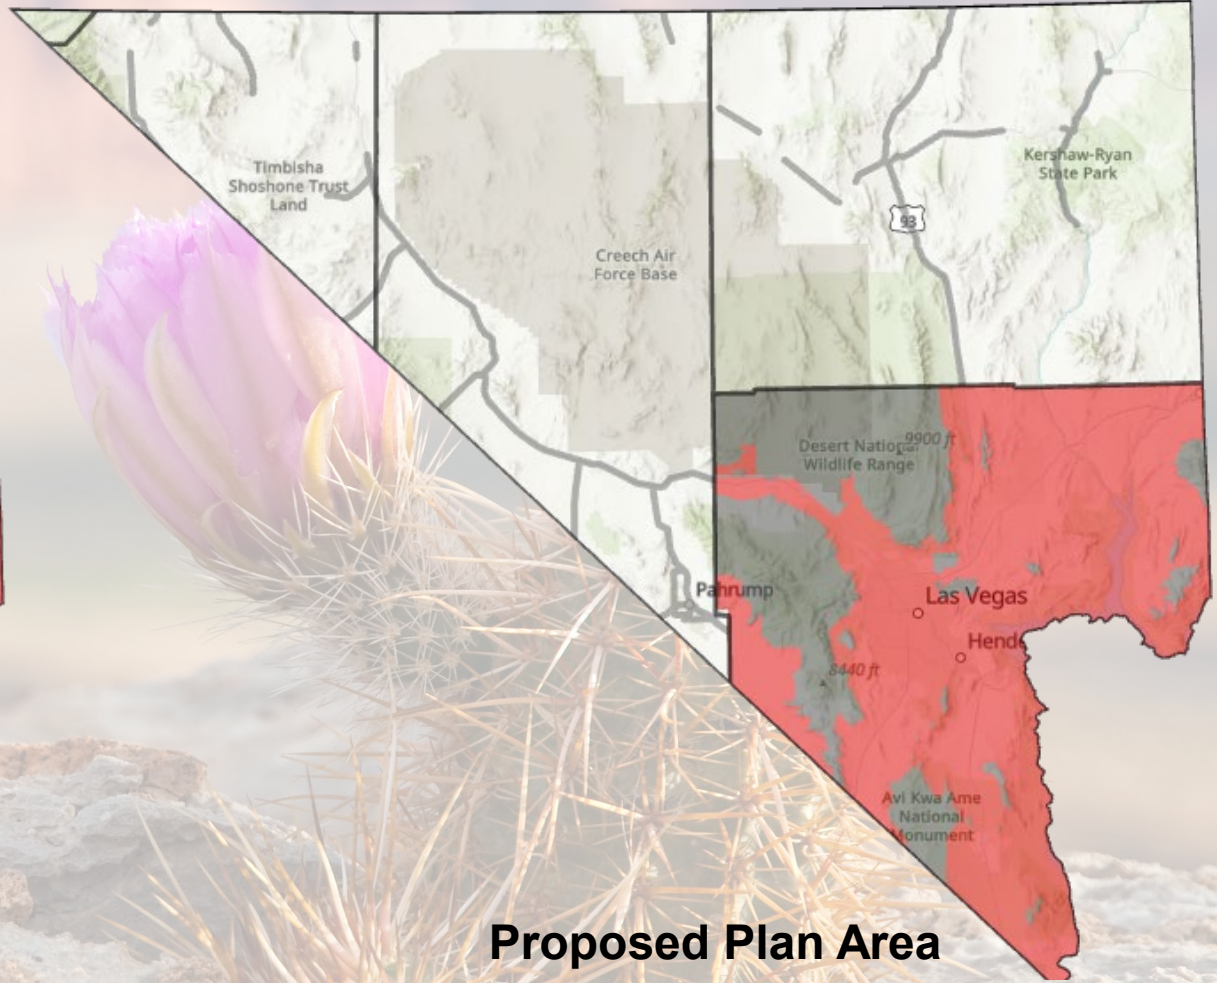 Timbisha
Shoshone Trust
Land
Creech Air
Force Base
Kershaw-Ryan
State Park
93
9900 ft
Desert National
Wildlife Range
Pahrump
Las Vegas
Hende
8440 ft
Avi Kwa Ame
National
Monument
Proposed Plan Area